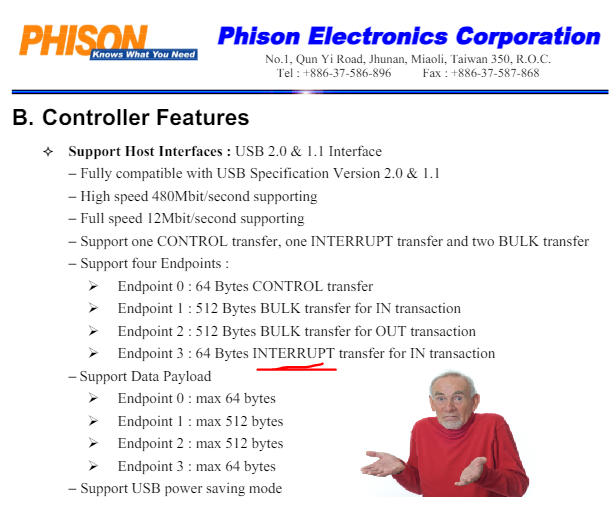 PHISON
Knows What You Need
Phison Electronics Corporation
No.1, Qun Yi Road, Jhunan, Miaoli, Taiwan 350, R.O.C.
Tel : +886-37-586-896 Fax : +886-37-587-868
B. Controller Features
✧ Support Host Interfaces : USB 2.0 & 1.1 Interface
– Fully compatible with USB Specification Version 2.0 & 1.1
– High speed 480Mbit/second supporting
– Full speed 12Mbit/second supporting
– Support one CONTROL transfer, one INTERRUPT transfer and two BULK transfer
– Support four Endpoints :
➢ Endpoint 0 : 64 Bytes CONTROL transfer
➢ Endpoint 1 : 512 Bytes BULK transfer for IN transaction
➢ Endpoint 2 : 512 Bytes BULK transfer for OUT transaction
➢ Endpoint 3 : 64 Bytes INTERRUPT transfer for IN transaction
– Support Data Payload
➢ Endpoint 0 : max 64 bytes
➢ Endpoint 1 : max 512 bytes
➢ Endpoint 2 : max 512 bytes
➢ Endpoint 3 : max 64 bytes
– Support USB power saving mode